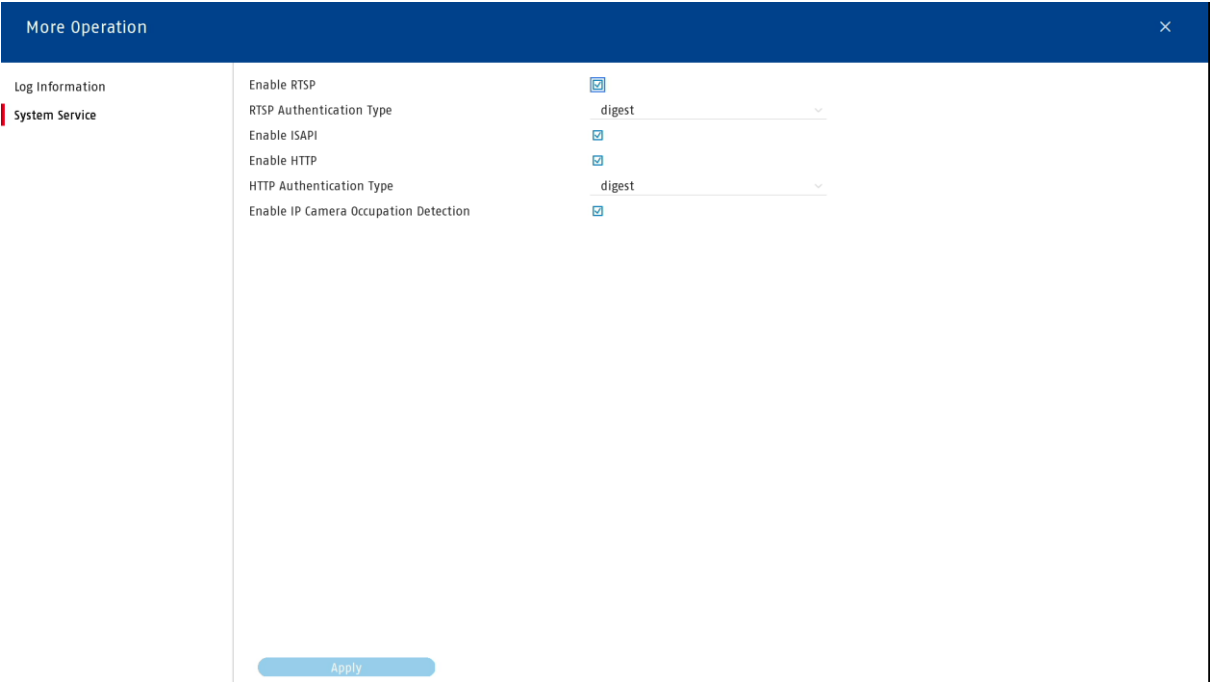 More Operation
Log Information
System Service
Enable RTSP
RTSP Authentication Type digest
Enable ISAPI
Enable HTTP
HTTP Authentication Type digest
Enable IP Camera Occupation Detection
Apply